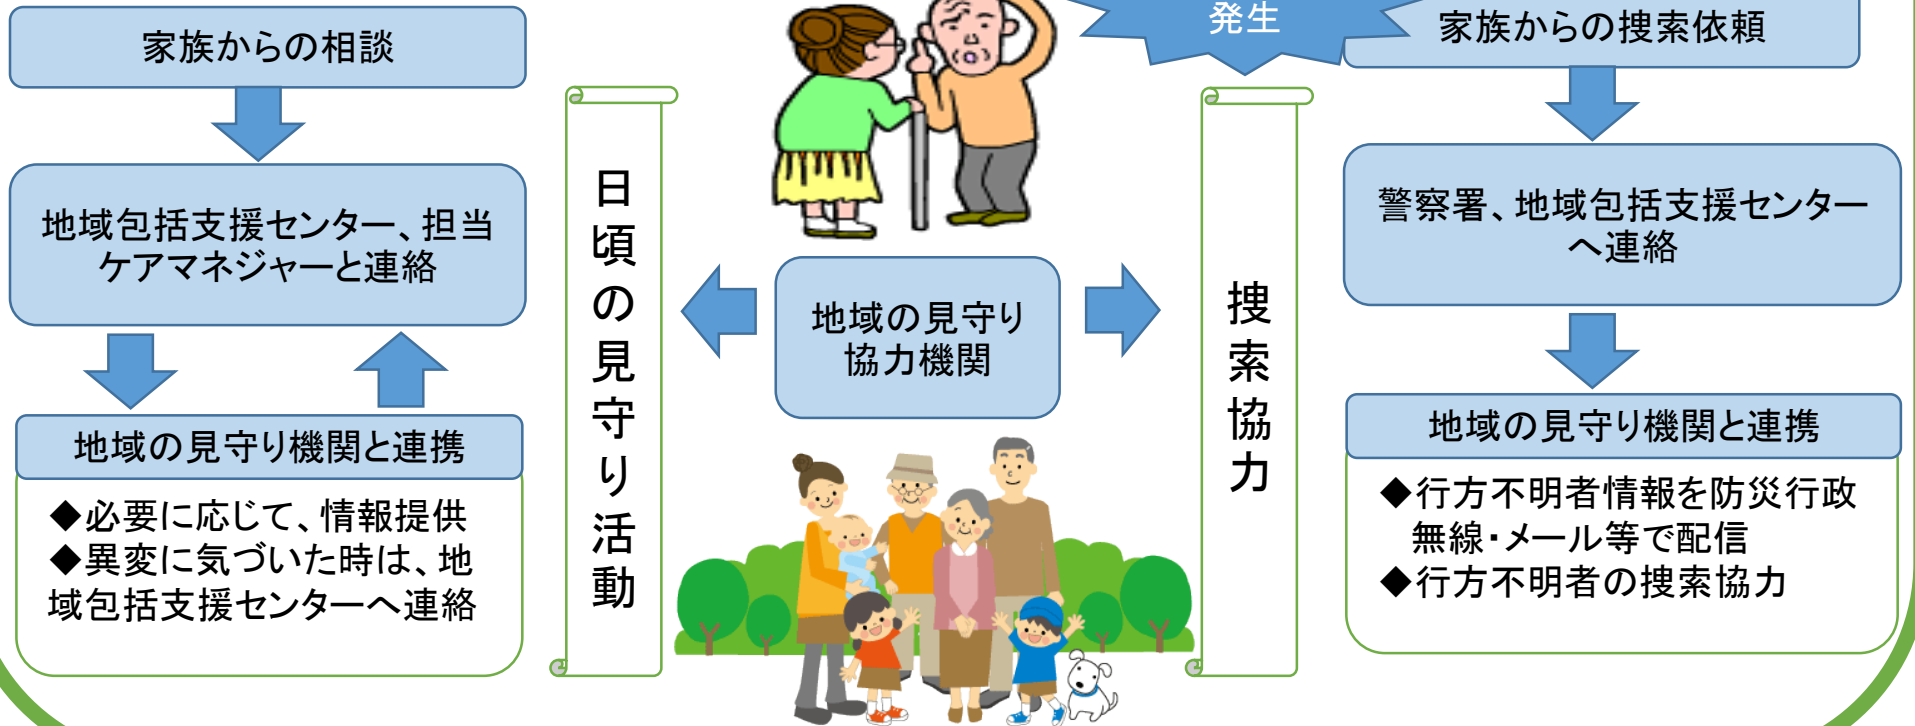 家族からの相談
地域包括支援センター、担当
ケアマネジャーと連絡
地域の見守り機関と連携
◆必要に応じて、情報提供
◆異変に気づいた時は、地
域包括支援センターへ連絡
日頃の見守り活動
地域の見守り
協力機関
発生
捜索協力
家族からの捜索依頼
警察署、地域包括支援センター
へ連絡
地域の見守り機関と連携
◆行方不明者情報を防災行政
無線・メール等で配信
◆行方不明者の捜索協力